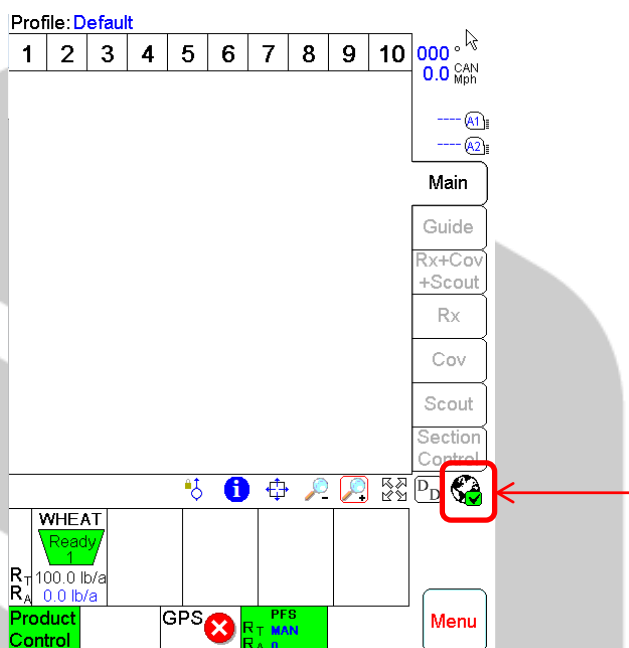 Profile: Default
1 2 3 4 5 6 7 8 9 10
000 °
0.0 CAN Mph
---- A1
---- A2
Main
Guide
Rx+Cov
+Scout
Rx
Cov
Scout
Section
Control
i
DD
WHEAT
Ready
1
RT 100.0 lb/a
RA 0.0 lb/a
Product
Control
GPS
PFS
RT MAN
RA 0
Menu